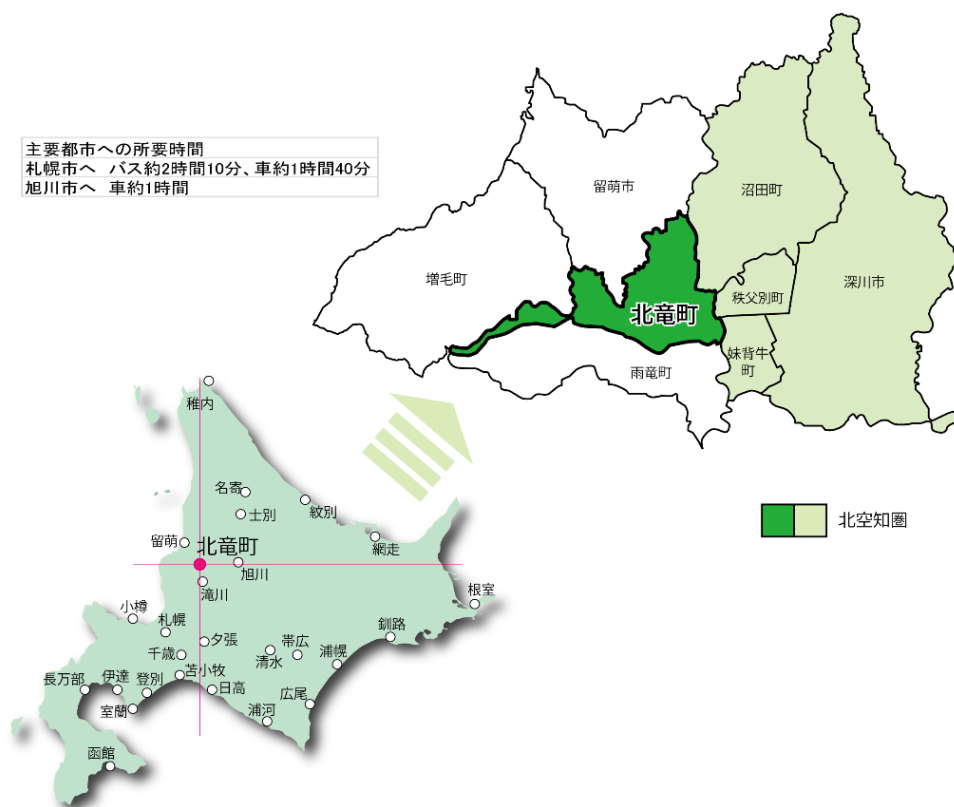 主要都市への所要時間
札幌市へ　バス約2時間10分、車約1時間40分
旭川市へ　車約1時間
留萌市
沼田町
増毛町
深川市
秩父別町
北竜町
妹背牛
町
雨竜町
北空知圏
稚内
名寄
士別
紋別
留萌
北竜町
網走
旭川
滝川
根室
小樽
札幌
夕張
釧路
千歳
清水
帯広
浦幌
苫小牧
長万部
伊達
登別
日高
広尾
室蘭
浦河
函館